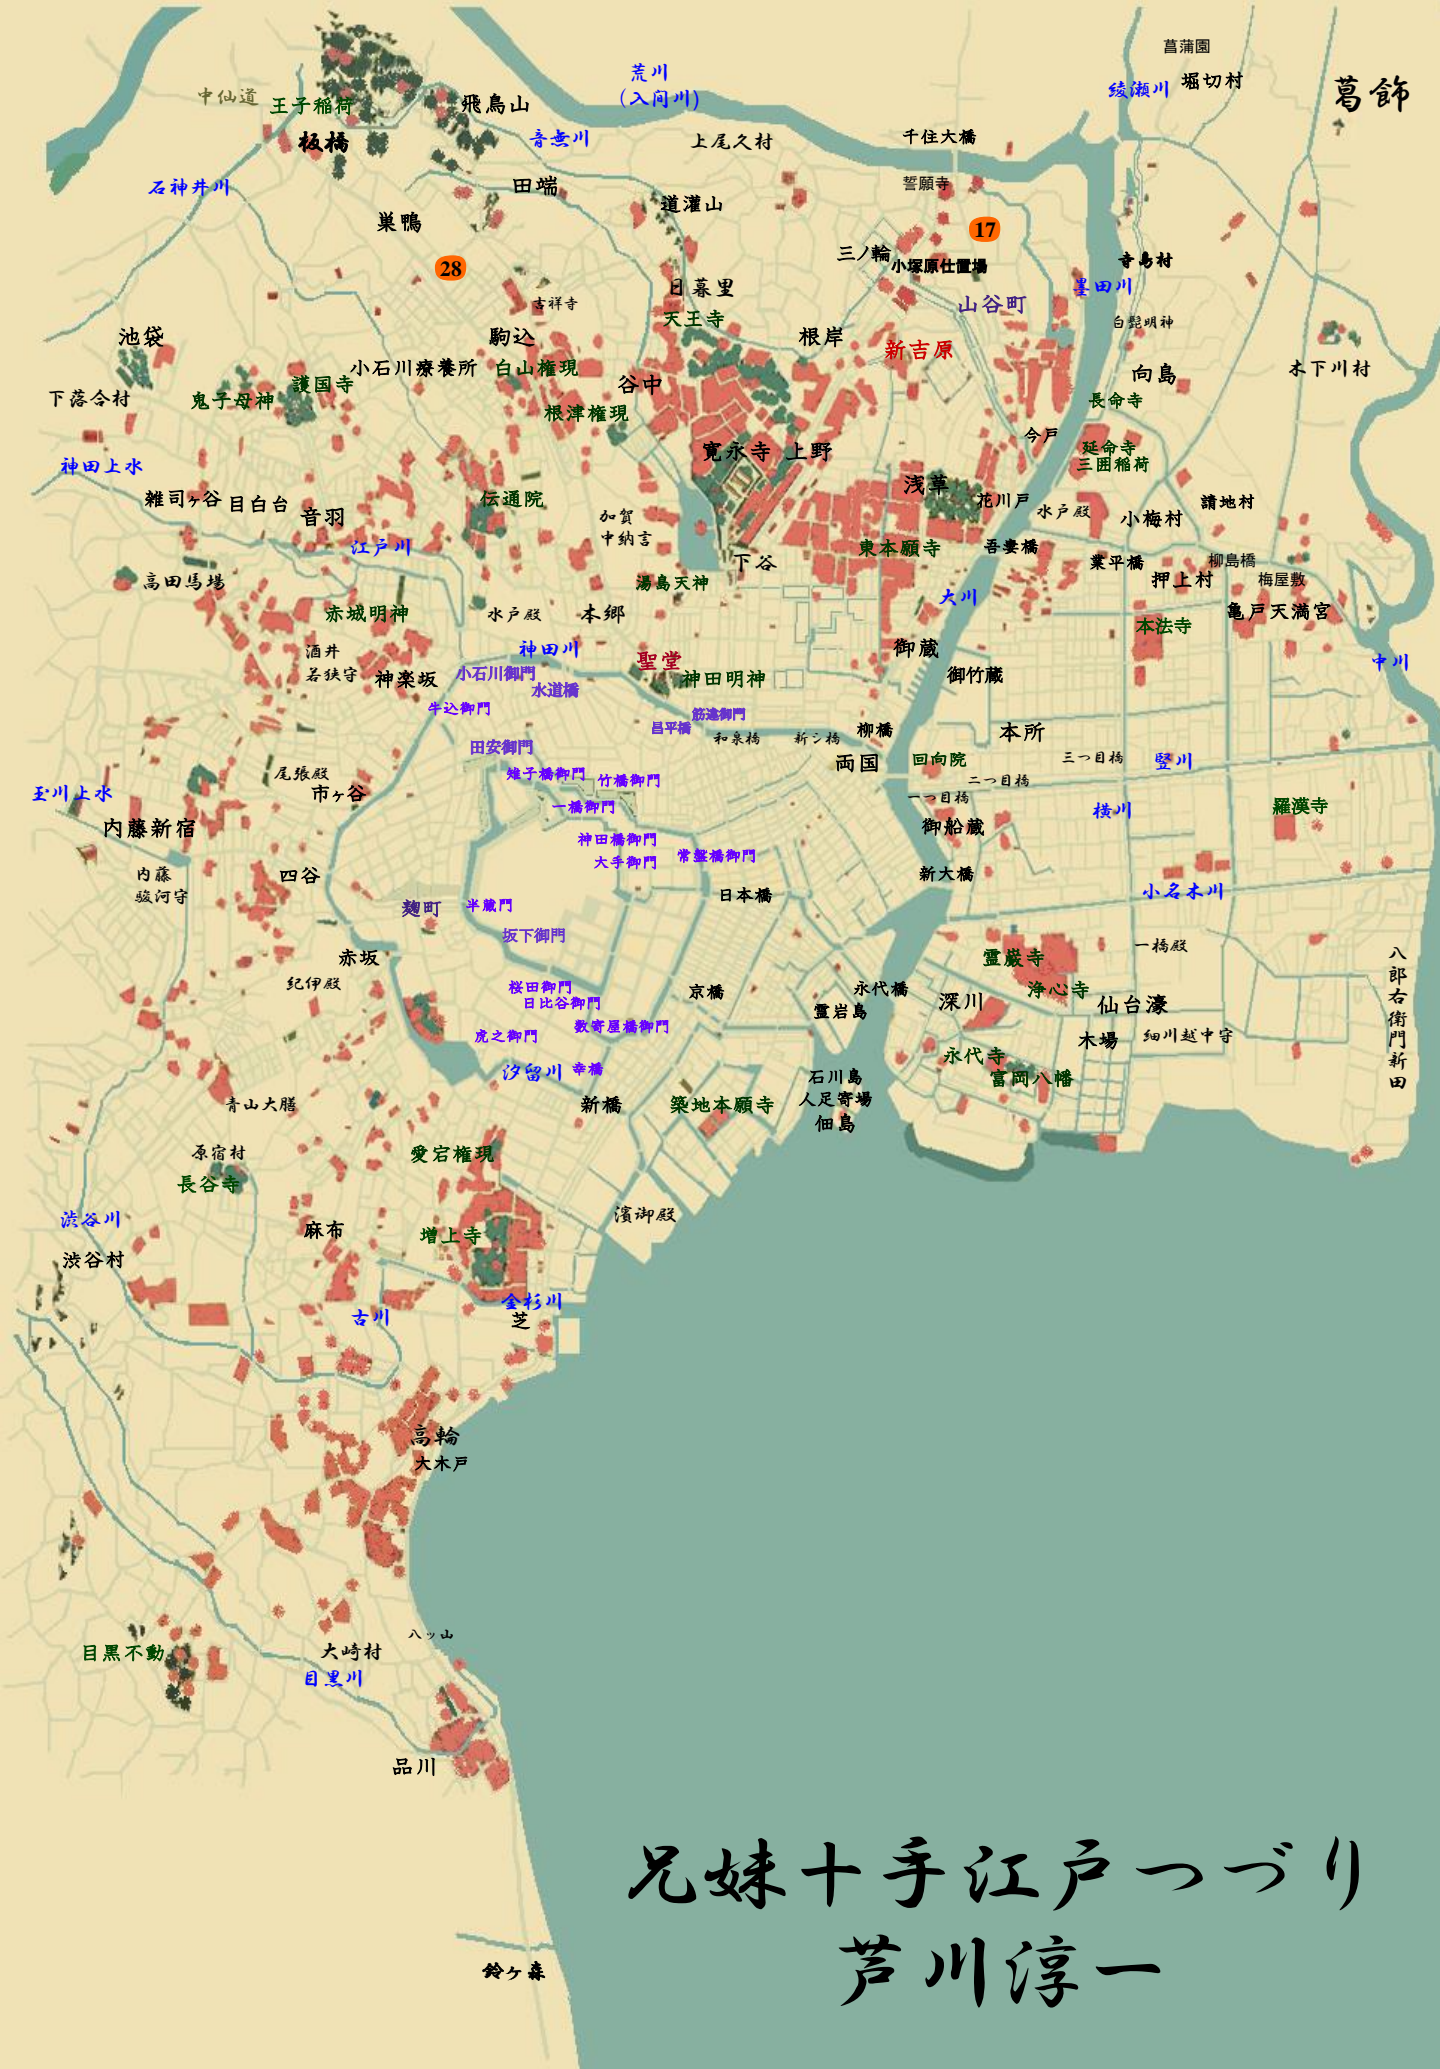 菖蒲園
荒川
（入间川）
綾瀬川
堀切村
葛飾
中仙道
王子稲荷
飛鳥山
板橋
音無川
上尾久村
千住大橋
石神井川
田端
道灌山
誓願寺
巣鴨
17
三ノ輪
小塚原仕置場
寺島村
28
日暮里
墨田川
吉祥寺
山谷町
天王寺
白髭明神
池袋
駒込
根岸
新吉原
小石川療養所
白山権現
向島
木下川村
護国寺
谷中
下落合村
鬼子母神
長命寺
根津権現
今戸
寛永寺
上野
延命寺
三囲稲荷
神田上水
浅草
雑司ヶ谷
目白台
伝通院
花川戸
請地村
音羽
加賀
中納言
水戸殿
小梅村
江戸川
東本願寺
吾妻橋
下谷
業平橋
柳島橋
高田馬場
湯島天神
押上村
梅屋敷
大川
赤城明神
水戸殿
本郷
亀戸天満宮
本法寺
酒井
若狭守
神田川
聖堂
御蔵
中川
神楽坂
小石川御門
水道橋
神田明神
御竹蔵
牛込御門
筋違御門
昌平橋
和泉橋
新シ橋
柳橋
本所
田安御門
両国
回向院
三つ目橋
竪川
尾張殿
雉子橋御門
竹橋御門
二つ目橋
玉川上水
市ヶ谷
一橋御門
一つ目橋
横川
羅漢寺
内藤新宿
神田橋御門
御船蔵
大手御門
常盤橋御門
内藤
駿河守
四谷
新大橋
日本橋
小名木川
麹町
半蔵門
坂下御門
一橋殿
赤坂
霊巌寺
八郎右衛門新田
紀伊殿
桜田御門
京橋
永代橋
浄心寺
日比谷御門
深川
仙台濠
霊岩島
虎之御門
数寄屋橋御門
木場
細川越中守
永代寺
汐留川
幸橋
石川島
人足寄場
富岡八幡
青山大膳
新橋
築地本願寺
佃島
原宿村
愛宕権現
長谷寺
渋谷川
濱御殿
麻布
増上寺
渋谷村
金杉川
古川
芝
高輪
大木戸
八ッ山
目黒不動
大崎村
目黒川
品川
兄妹十手江戸つづり
芦川淳一
鈴ヶ森